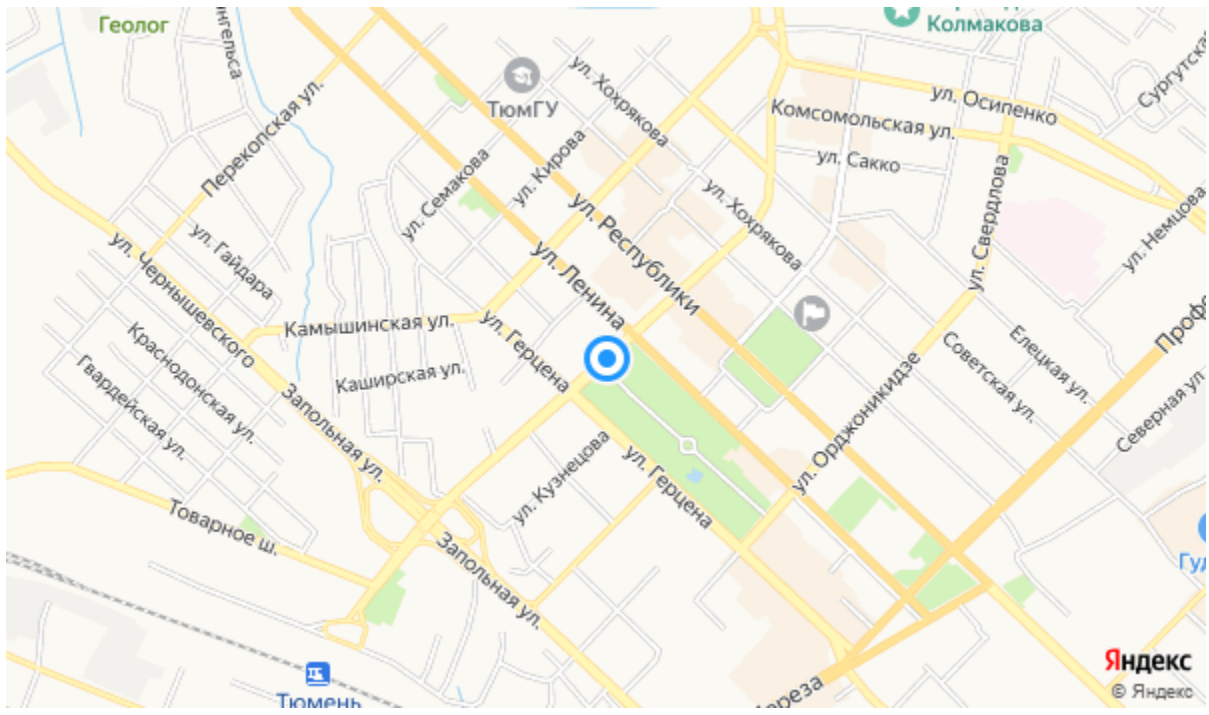 Геолог
Колмакова
Сургутская
ТюмГУ
ул. Хохрякова
ул. Осипенко
Комсомольская ул.
ул. Сакко
Перекопская ул.
ул. Кирова
ул. Семакова
ул. Хохрякова
ул. Свердлова
ул. Немцова
ул. Республики
ул. Гайдара
ул. Ленина
ул. Чернышевского
Камышинская ул.
ул. Герцена
Краснодонская ул.
Каширская ул.
Гвардейская ул.
Запольная ул.
Советская ул.
Елецкая ул.
Профс
Северная ул.
ул. Орджоникидзе
ул. Кузнецова
ул. Герцена
Товарное ш.
Запольная ул.
Гуд
Тюмень
Яндекс
© Яндекс